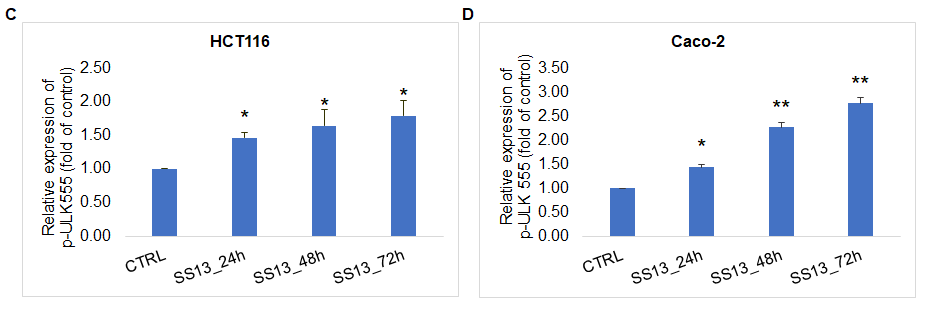 C
HCT116
Relative expression of
p-ULK555 (fold of control)
2.50
2.00
1.50
1.00
0.50
0.00
*
*
*
CTRL
SS13_24h
SS13_48h
SS13_72h
D
Caco-2
Relative expression of
p-ULK 555 (fold of control)
3.50
3.00
2.50
2.00
1.50
1.00
0.50
0.00
*
**
**
CTRL
SS13_24h
SS13_48h
SS13_72h